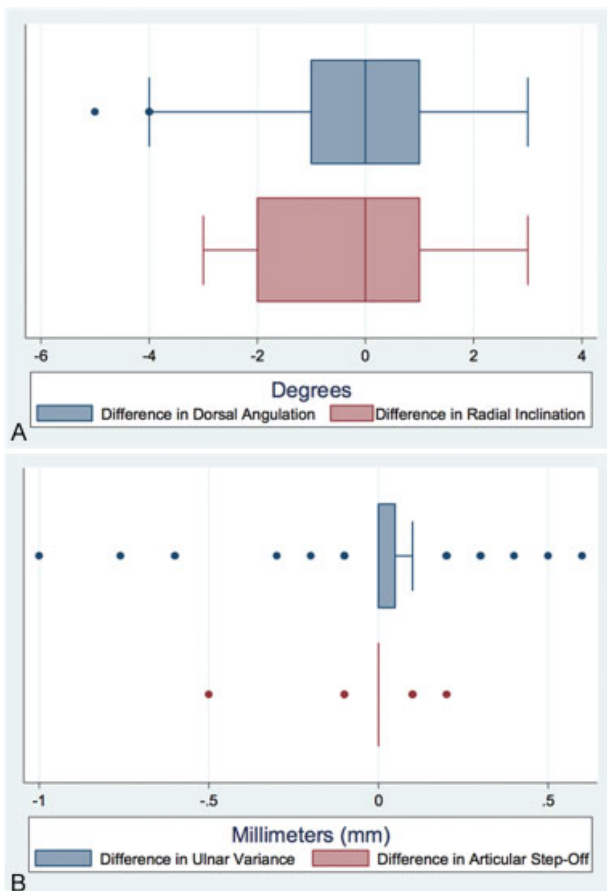 -6 -4 -2 0 2 4
Degrees
Difference in Dorsal Angulation Difference in Radial Inclination
A
-1 -.5 0 .5
Millimeters (mm)
Difference in Ulnar Variance Difference in Articular Step-Off
B